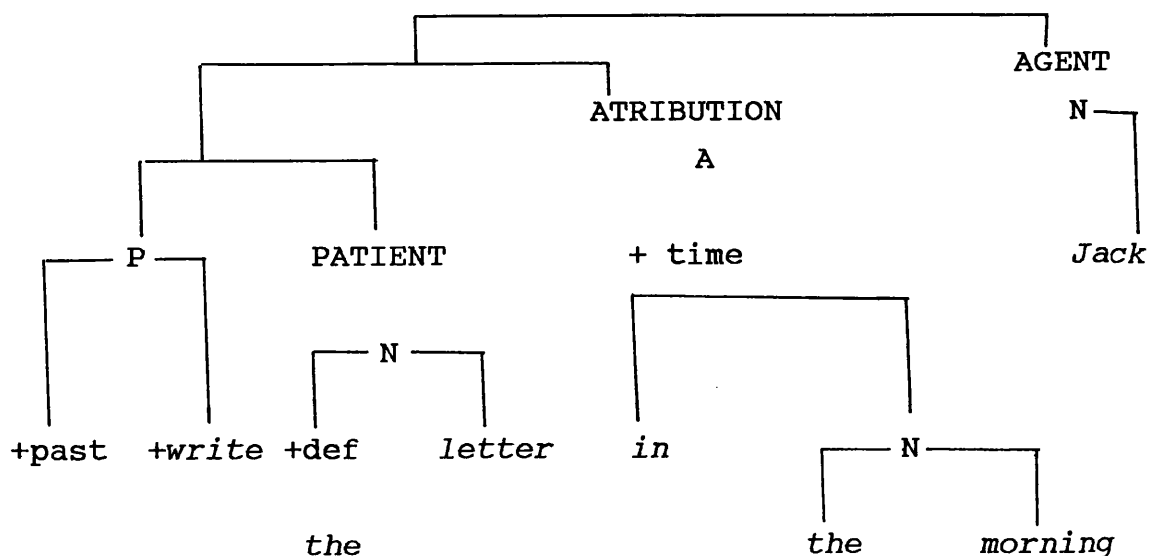 AGENT
ATRIBUTION N
A
P PATIENT + time Jack
N
+past +write +def letter in N
the the morning